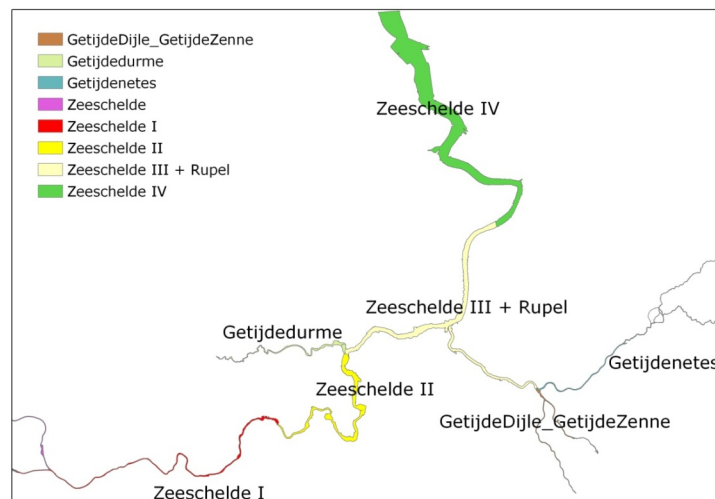 GetijdeDijle_GetijdeZenne
Getijdedurme
Getijdenetes
Zeeschelde
Zeeschelde I
Zeeschelde II
Zeeschelde III + Rupel
Zeeschelde IV
Zeeschelde IV
Zeeschelde III + Rupel
Getijdedurme
Getijdenetes
Zeeschelde II
GetijdeDijle_GetijdeZenne
Zeeschelde I